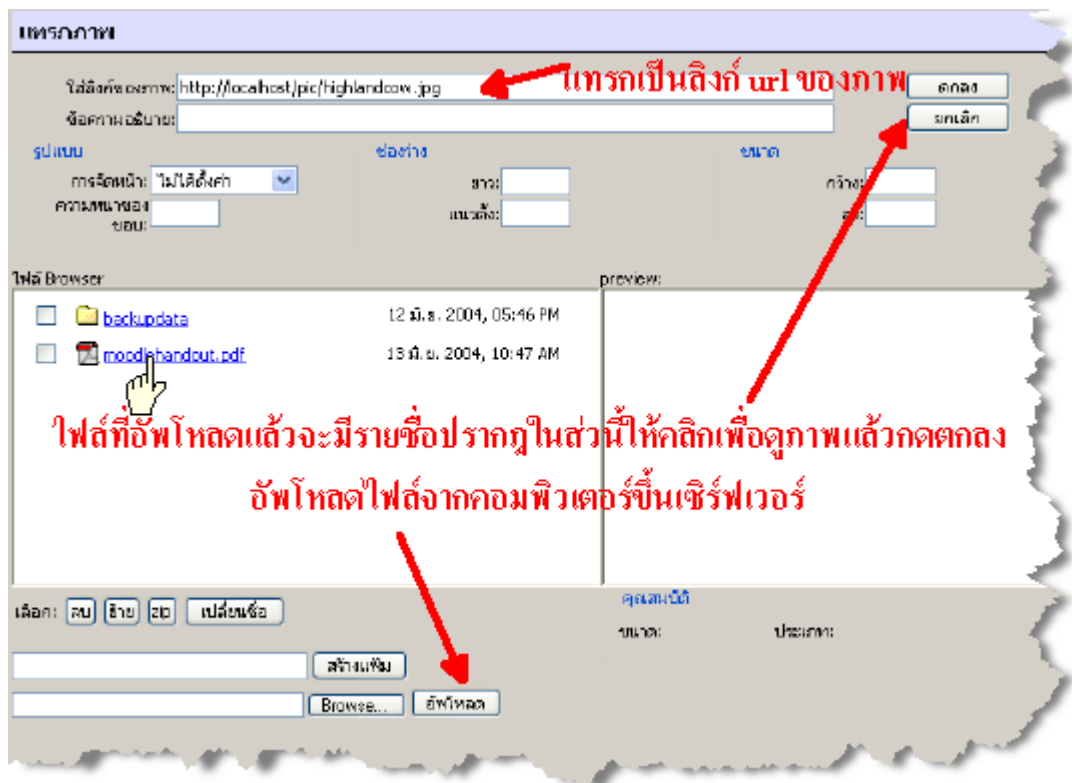 แทรกภาพ
ใส่ลิงก์ของภาพ: http://localhost/pic/highlandcow.jpg
แทรกเป็นลิงก์ url ของภาพ
ตกลง
ข้อความอธิบาย:
ยกเลิก
รูปแบบ ช่องว่าง ขนาด
การจัดหน้า: ไม่ได้ตั้งค่า ยาว: กว้าง:
ความหนาของ
ขอบ:
แนวตั้ง:
ไฟล์ Browser preview:
backupdata 12 มิ.ย. 2004, 05:46 PM
moodlehandout.pdf 13 มิ.ย. 2004, 10:47 AM
ไฟล์ที่อัพโหลดแล้วจะมีรายชื่อปรากฎในส่วนนี้ให้คลิกเพื่อดูภาพแล้วกดตกลง
อัพโหลดไฟล์จากคอมพิวเตอร์ขึ้นเซิร์ฟเวอร์
เลือก: ลบ ย้าย zip เปลี่ยนชื่อ
คุณสมบัติ
ขนาด: ประเภท:
สร้างแฟ้ม
Browse... อัพโหลด